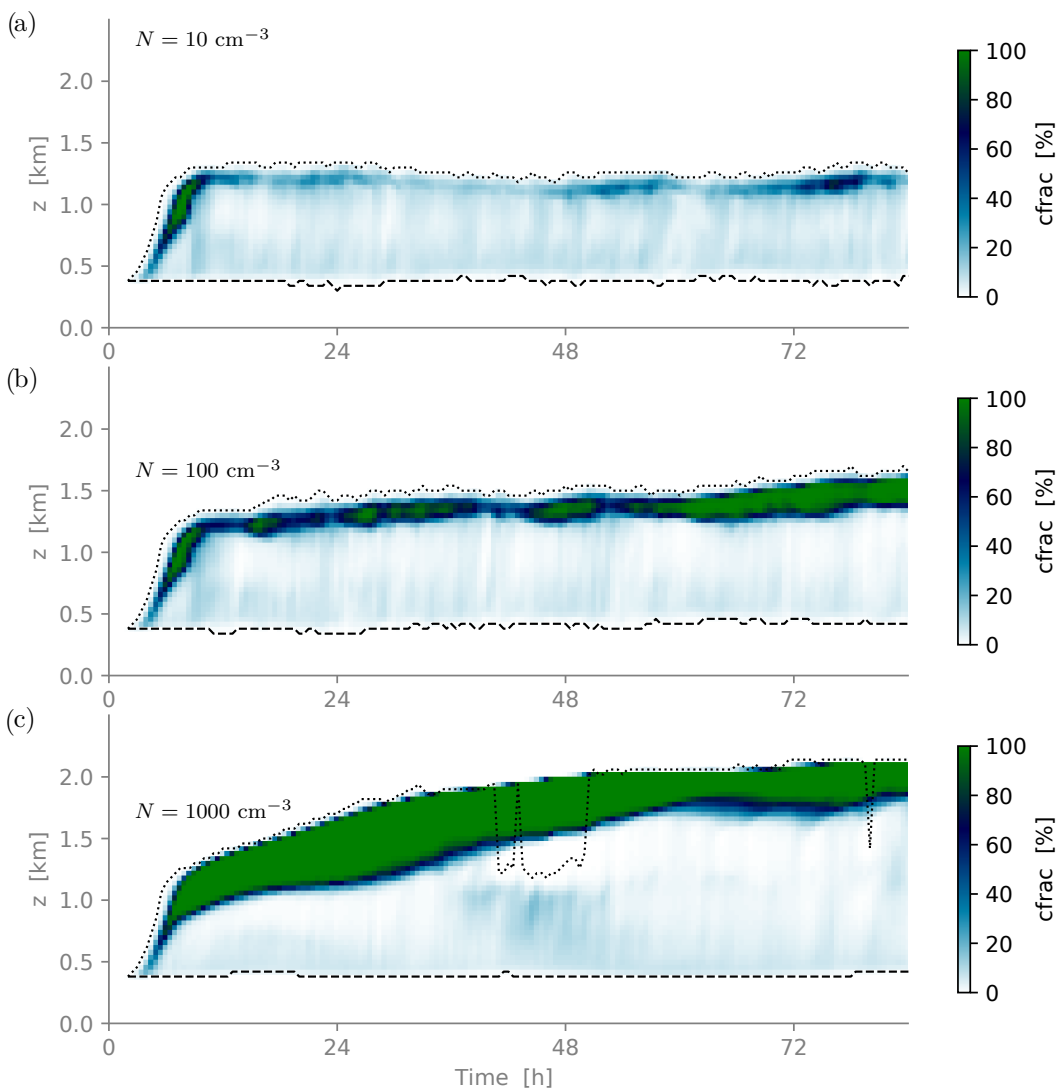 (a)
N = 10 cm⁻³
z [km]
2.0
1.5
1.0
0.5
0.0
0 24 48 72
100
80
60
40
20
0
cfrac [%]
(b)
N = 100 cm⁻³
z [km]
2.0
1.5
1.0
0.5
0.0
0 24 48 72
100
80
60
40
20
0
cfrac [%]
(c)
N = 1000 cm⁻³
z [km]
2.0
1.5
1.0
0.5
0.0
0 24 48 72
Time [h]
100
80
60
40
20
0
cfrac [%]